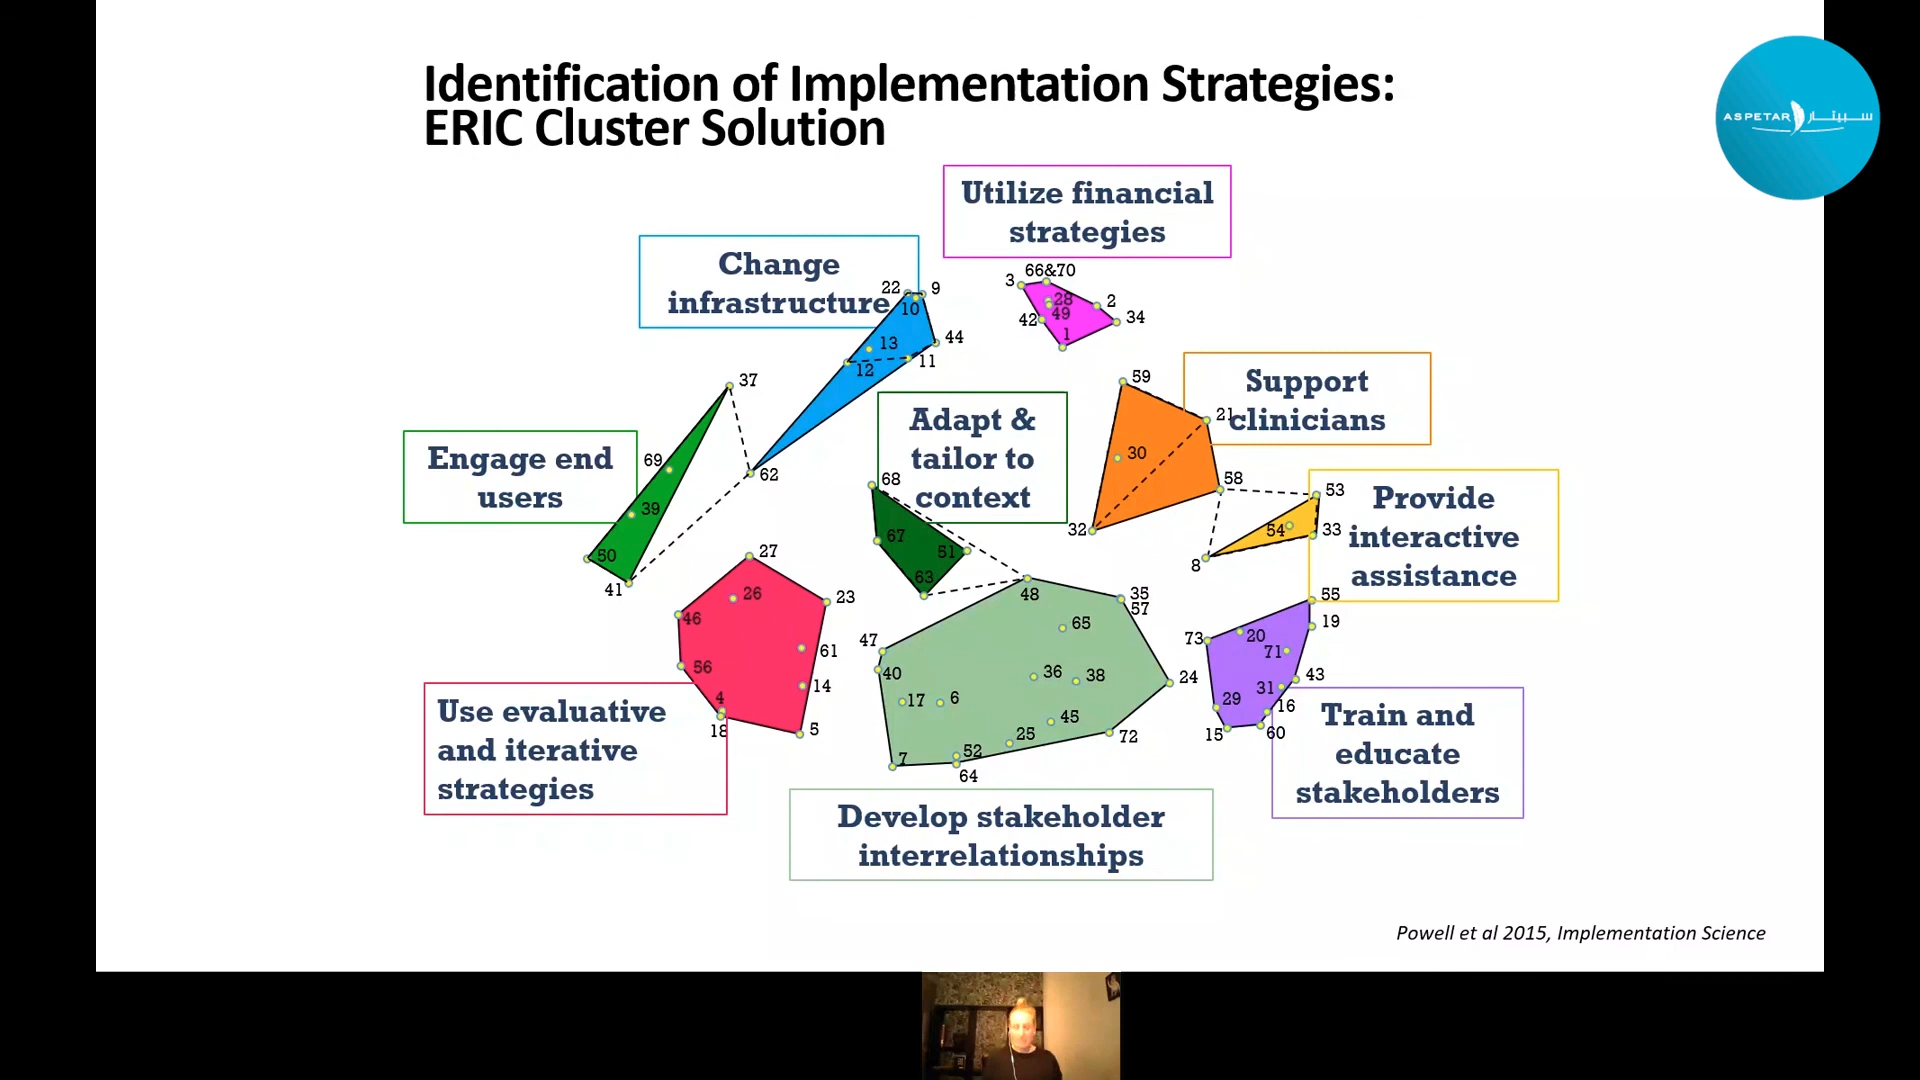 Identification of Implementation Strategies:
ERIC Cluster Solution
ASPETAR سبيتار
Utilize financial
strategies
Change
infrastructure
66&70
3
28
2
49
42
34
1
22
9
10
44
13
11
12
37
62
69
39
50
41
Engage end
users
Adapt &
tailor to
context
68
67
51
63
Support
clinicians
59
21
30
58
32
Provide
interactive
assistance
53
54
33
8
27
26
23
46
61
56
14
4
18
5
Use evaluative
and iterative
strategies
48
35
57
65
47
40
36
38
24
17
6
45
25
72
52
7
64
Develop stakeholder
interrelationships
55
19
73
20
71
43
31
29
16
15
60
Train and
educate
stakeholders
Powell et al 2015, Implementation Science